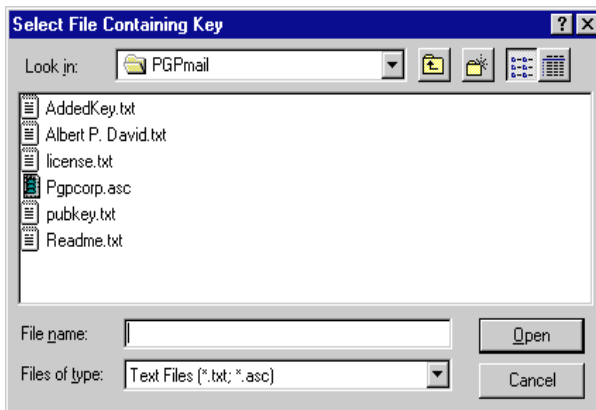 Select File Containing Key
Look in: PGPmail
AddedKey.txt
Albert P. David.txt
license.txt
Pgpcorp.asc
pubkey.txt
Readme.txt
File name: Open
Files of type: Text Files (*.txt; *.asc) Cancel